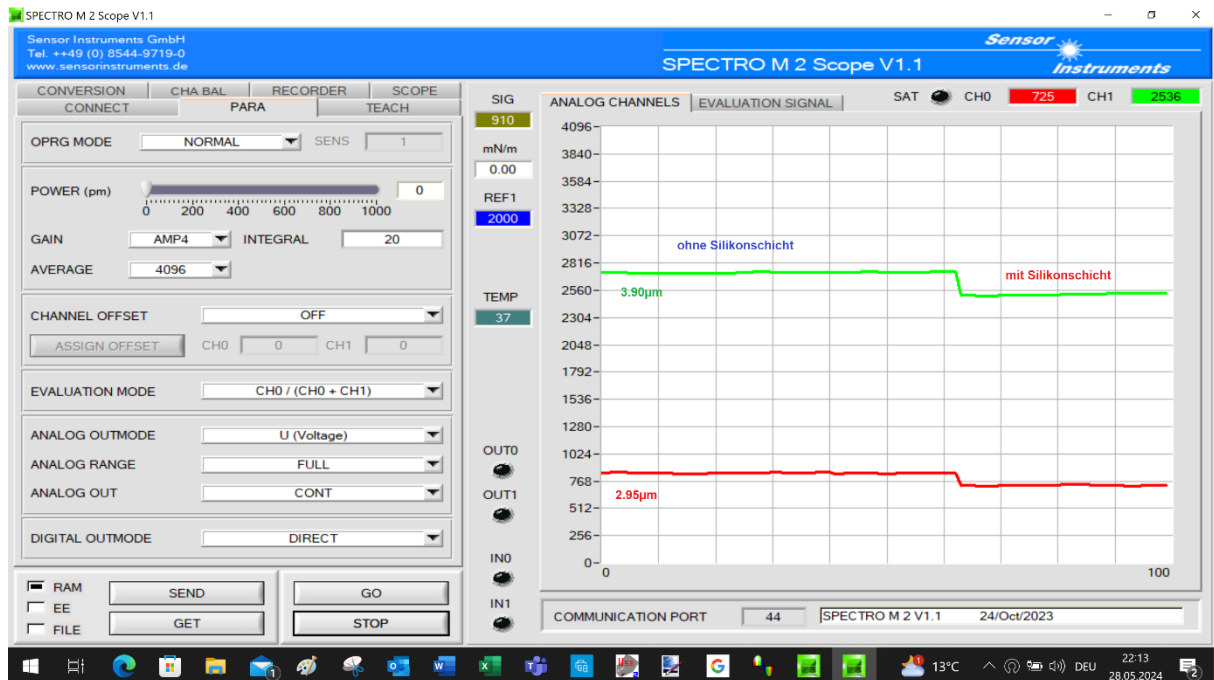 SPECTRO M 2 Scope V1.1
Sensor Instruments GmbH
Tel. ++49 (0) 8544-9719-0
www.sensorinstruments.de
SPECTRO M 2 Scope V1.1
Sensor
Instruments
CONVERSION CHA BAL RECORDER SCOPE
CONNECT PARA TEACH
OPRG MODE NORMAL SENS 1
POWER (pm) 0
0 200 400 600 800 1000
GAIN AMP4 INTEGRAL 20
AVERAGE 4096
CHANNEL OFFSET OFF
ASSIGN OFFSET CH0 0 CH1 0
EVALUATION MODE CH0 / (CH0 + CH1)
ANALOG OUTMODE U (Voltage)
ANALOG RANGE FULL
ANALOG OUT CONT
DIGITAL OUTMODE DIRECT
RAM
EE
FILE
SEND GO
GET STOP
SIG
910
mN/m
0.00
REF1
2000
TEMP
37
OUT0
OUT1
IN0
IN1
ANALOG CHANNELS EVALUATION SIGNAL SAT CH0 725 CH1 2536
4096
3840
3584
3328
3072
2816
2560
2304
2048
1792
1536
1280
1024
768
512
256
0
0 100
ohne Silikonschicht
mit Silikonschicht
3.90µm
2.95µm
COMMUNICATION PORT 44 SPECTRO M 2 V1.1 24/Oct/2023
13°C DEU 22:13
28.05.2024